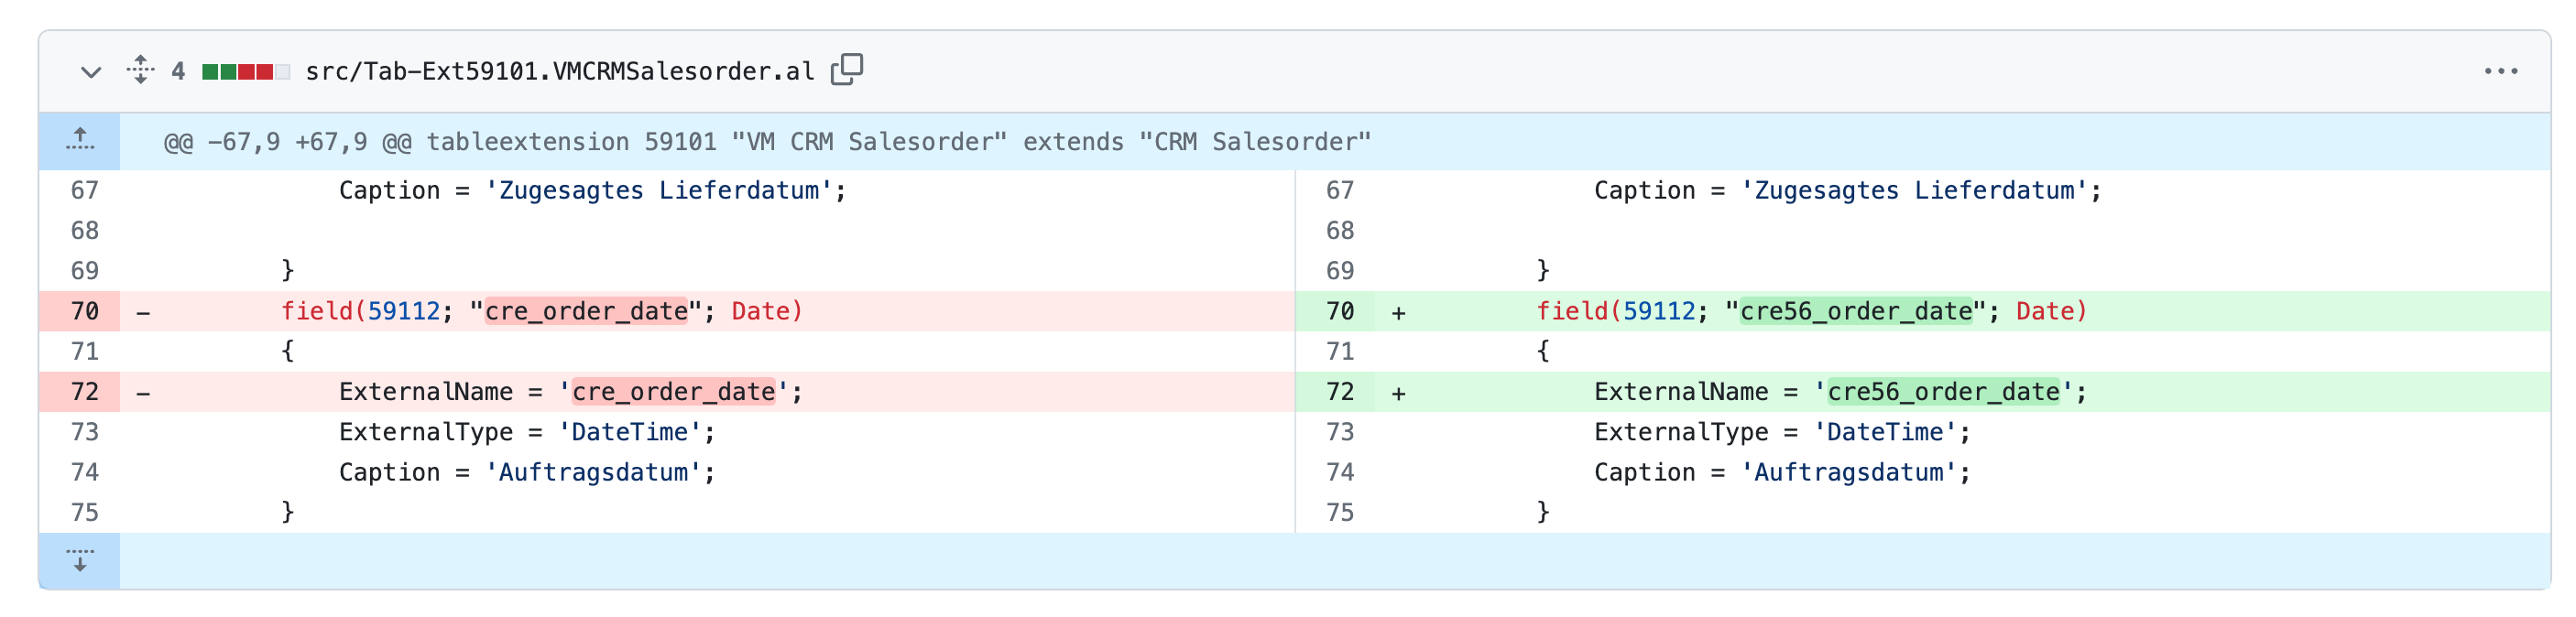 4 src/Tab-Ext59101.VMCRMSalesorder.al
@@ -67,9 +67,9 @@ tableextension 59101 "VM CRM Salesorder" extends "CRM Salesorder"
67 Caption = 'Zugesagtes Lieferdatum';
68
69 }
70 - field(59112; "cre_order_date"; Date)
71 {
72 - ExternalName = 'cre_order_date';
73 ExternalType = 'DateTime';
74 Caption = 'Auftragsdatum';
75 }
67 Caption = 'Zugesagtes Lieferdatum';
68
69 }
70 + field(59112; "cre56_order_date"; Date)
71 {
72 + ExternalName = 'cre56_order_date';
73 ExternalType = 'DateTime';
74 Caption = 'Auftragsdatum';
75 }